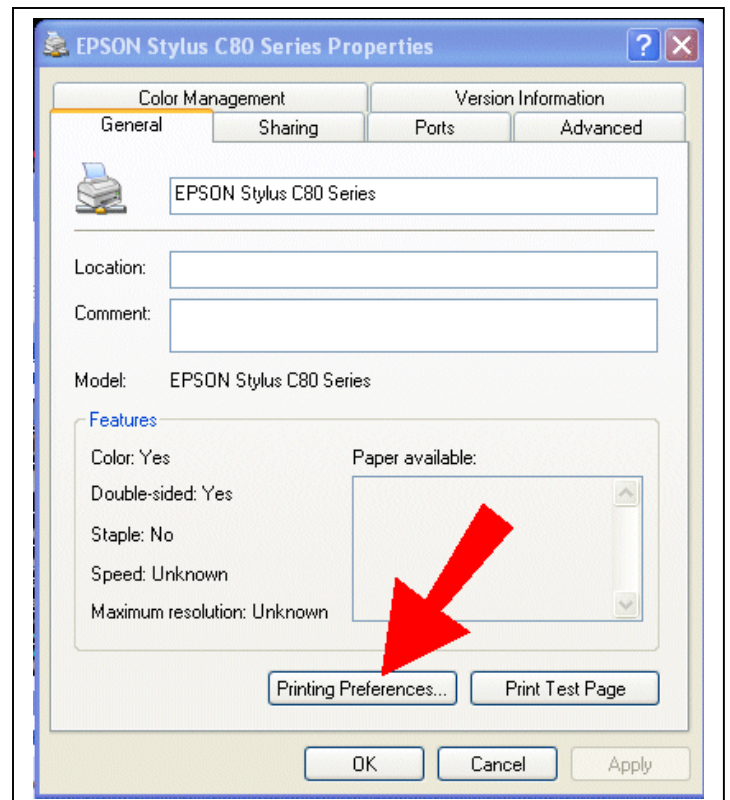 EPSON Stylus C80 Series Properties
Color Management Version Information
General Sharing Ports Advanced
EPSON Stylus C80 Series
Location:
Comment:
Model: EPSON Stylus C80 Series
Features
Color: Yes Paper available:
Double-sided: Yes
Staple: No
Speed: Unknown
Maximum resolution: Unknown
Printing Preferences... Print Test Page
OK Cancel Apply